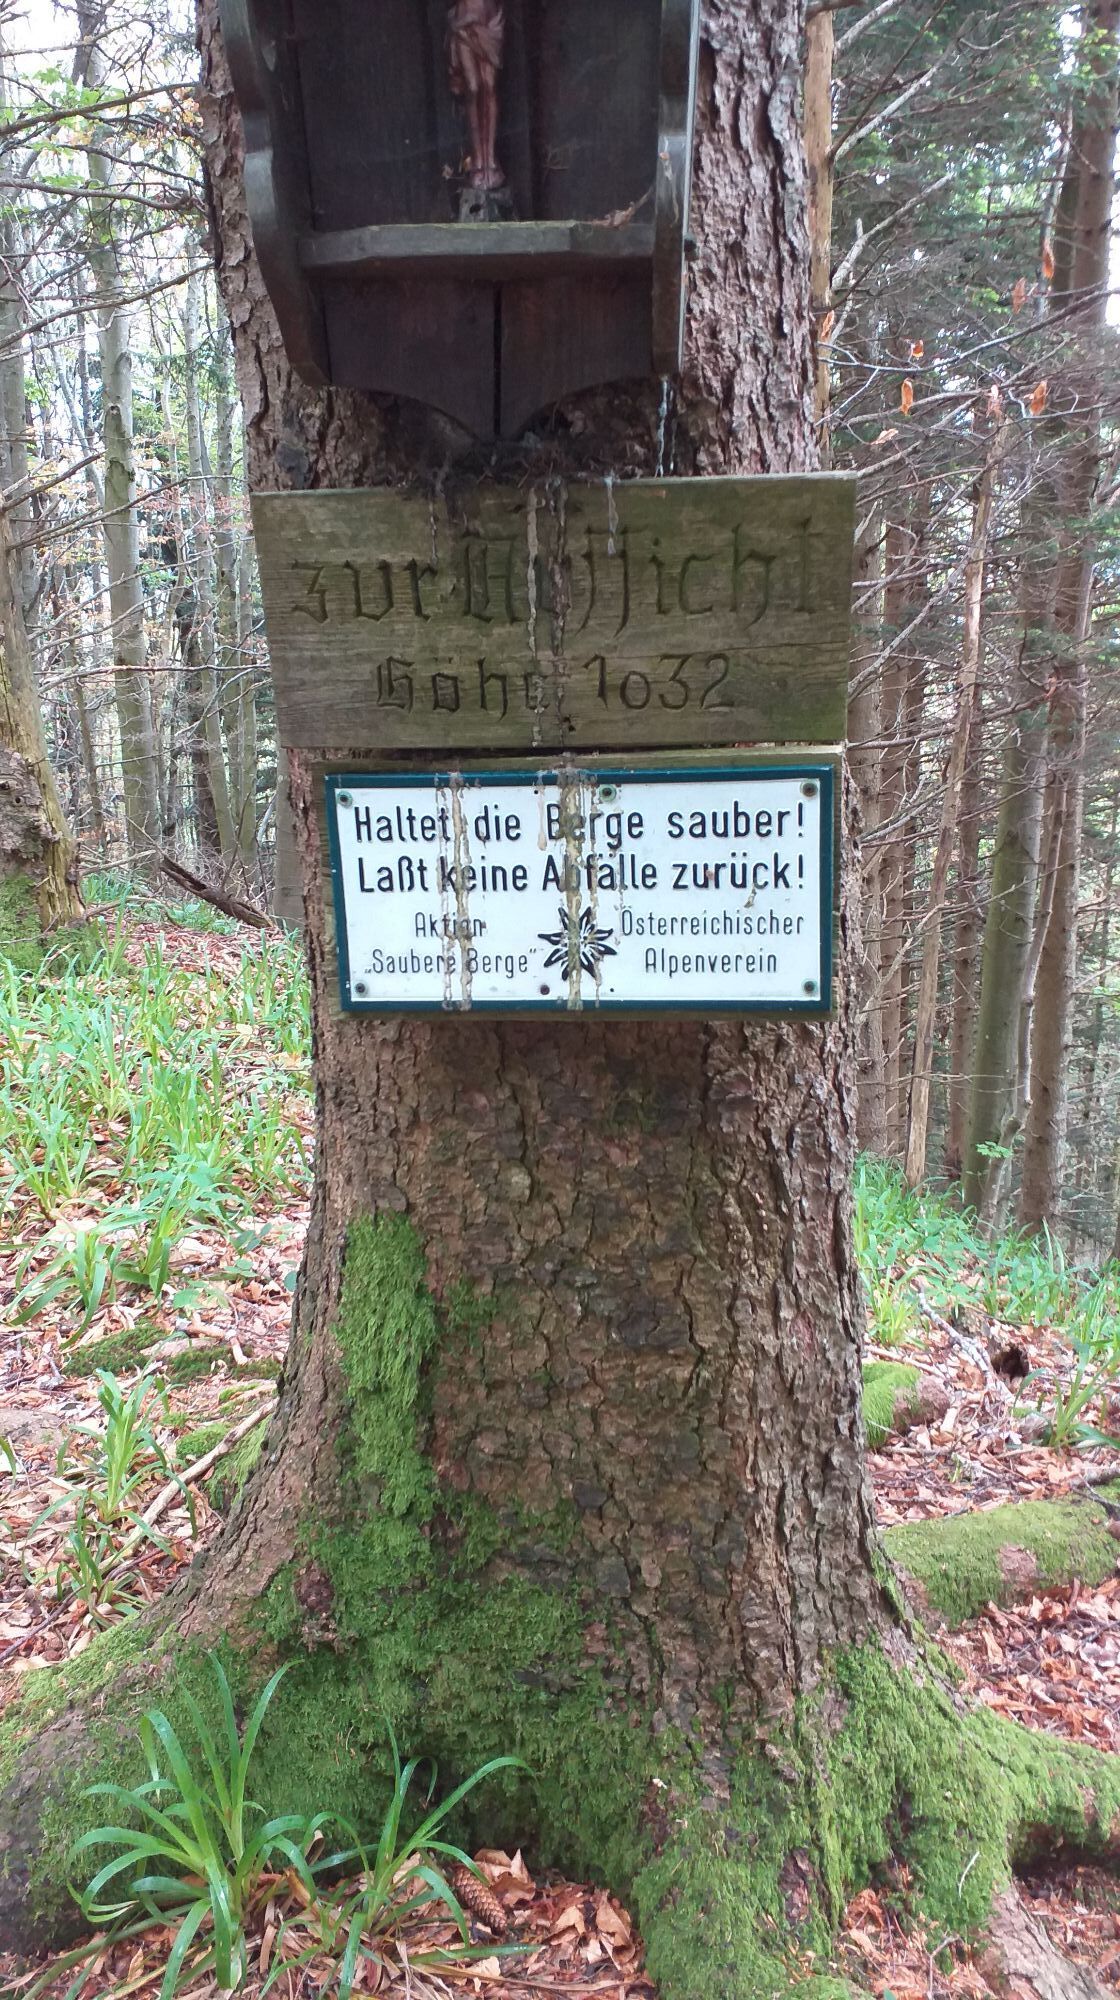 zur
Höhe 1032
Haltet die Berge sauber!
Laßt keine Abfälle zurück!
Aktion
„Saubere Berge“
Österreichischer
Alpenverein